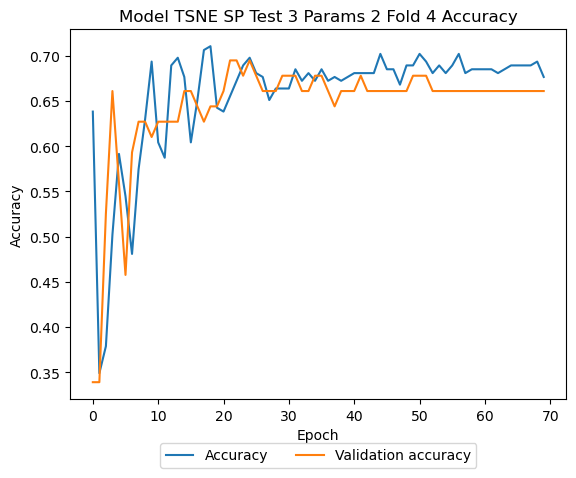 Model TSNE SP Test 3 Params 2 Fold 4 Accuracy
0.70
0.65
0.60
0.55
0.50
0.45
0.40
0.35
Accuracy
0 10 20 30 40 50 60 70
Epoch
Accuracy Validation accuracy